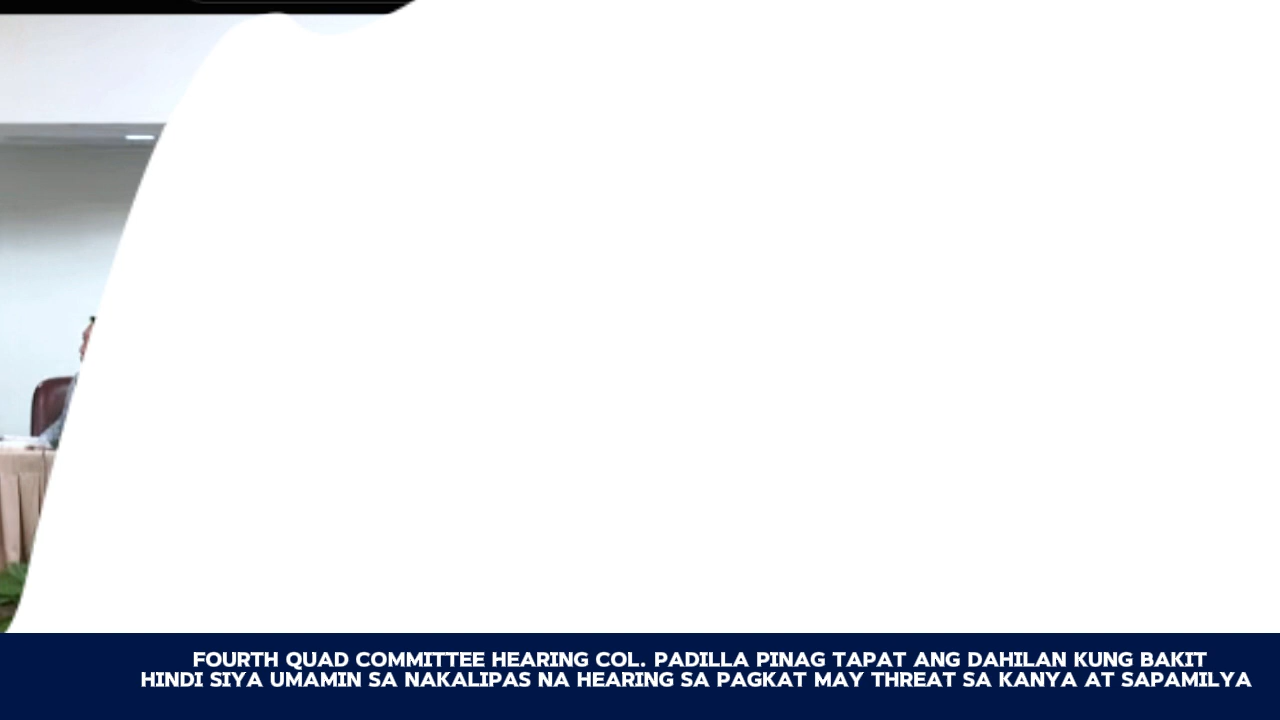 FOURTH QUAD COMMITTEE HEARING COL. PADILLA PINAG TAPAT ANG DAHILAN KUNG BAKIT
HINDI SIYA UMAMIN SA NAKALIPAS NA HEARING SA PAGKAT MAY THREAT SA KANYA AT SAPAMILYA